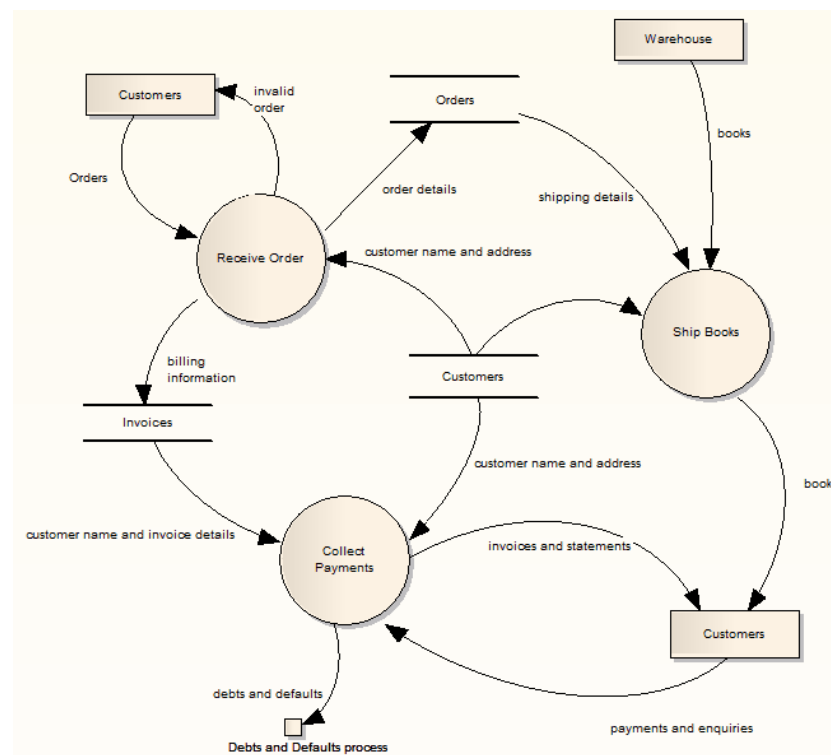 Warehouse
Customers
invalid
order
Orders
books
Orders
order details
shipping details
customer name and address
Receive Order
Ship Books
billing
information
Customers
Invoices
customer name and address
book
customer name and invoice details
Collect
Payments
invoices and statements
Customers
debts and defaults
payments and enquiries
Debts and Defaults process